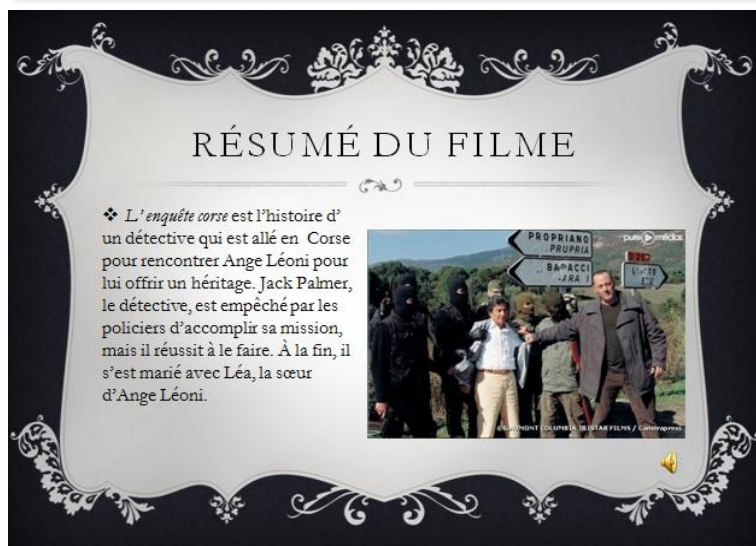 RÉSUMÉ DU FILME
❖ L'enquête corse est l'histoire d'
un détective qui est allé en Corse
pour rencontrer Ange Léoni pour
lui offrir un héritage. Jack Palmer,
le détective, est empêché par les
policiers d'accomplir sa mission,
mais il réussit à le faire. À la fin, il
s'est marié avec Léa, la sœur
d'Ange Léoni.
PROPRIANO
PRUPRIA
pure médias
© GAUMONT COLUMBIA TRISTAR FILMS / Camerapress